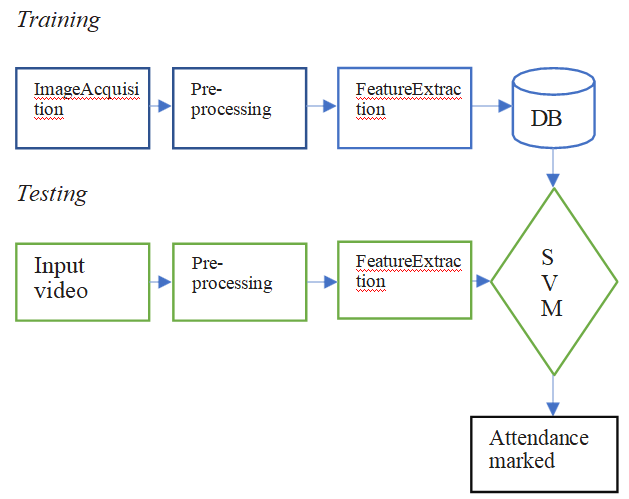 Training
ImageAcquisi
tion
Pre-
processing
FeatureExtrac
tion
DB
Testing
Input
video
Pre-
processing
FeatureExtrac
tion
S
V
M
Attendance
marked